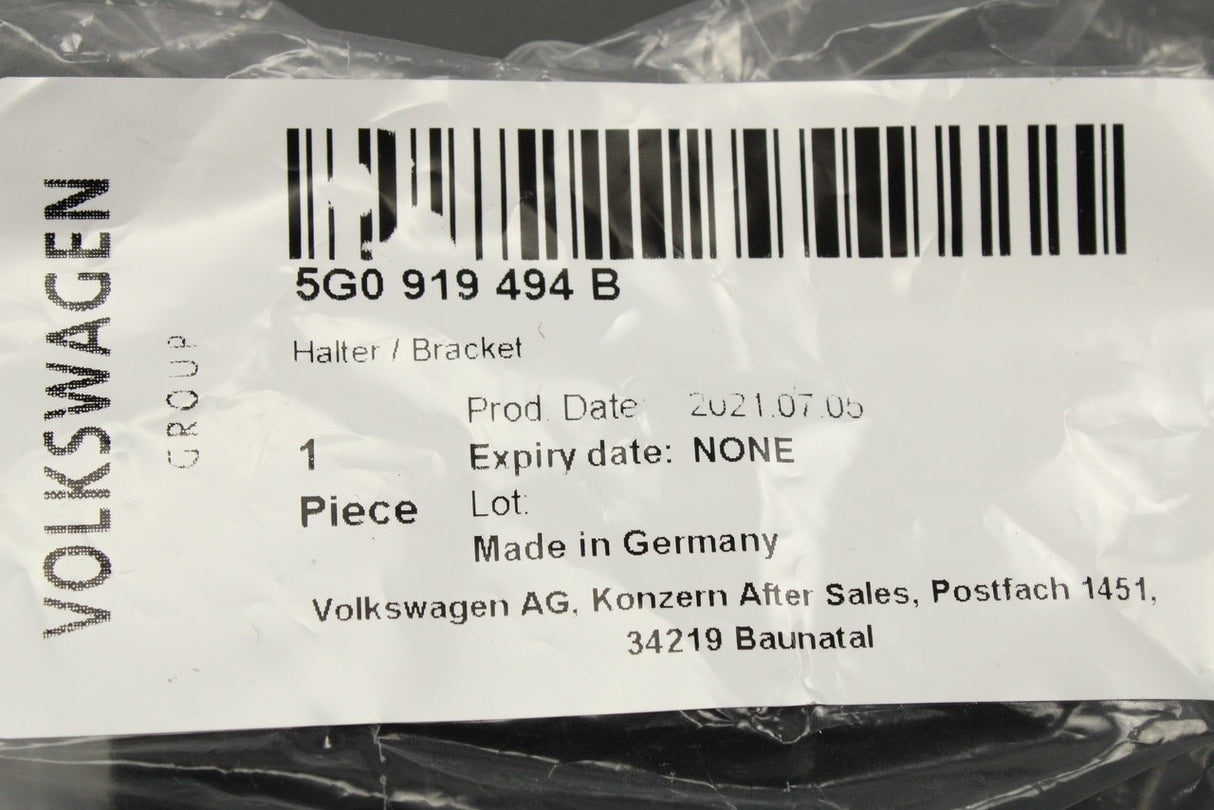 VOLKSWAGEN
GROUP
5G0 919 494 B
Halter / Bracket
Prod. Date: 2021.07.05
1
Expiry date: NONE
Piece
Lot:
Made in Germany
Volkswagen AG, Konzern After Sales, Postfach 1451,
34219 Baunatal